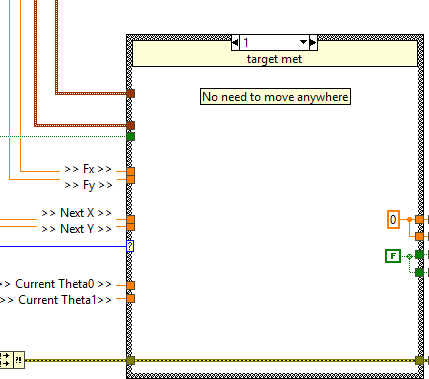 1
target met
No need to move anywhere
>> Fx >>
>> Fy >>
>> Next X >>
>> Next Y >>
?
0
F
> Current Theta0 >>
>> Current Theta1>>
?!